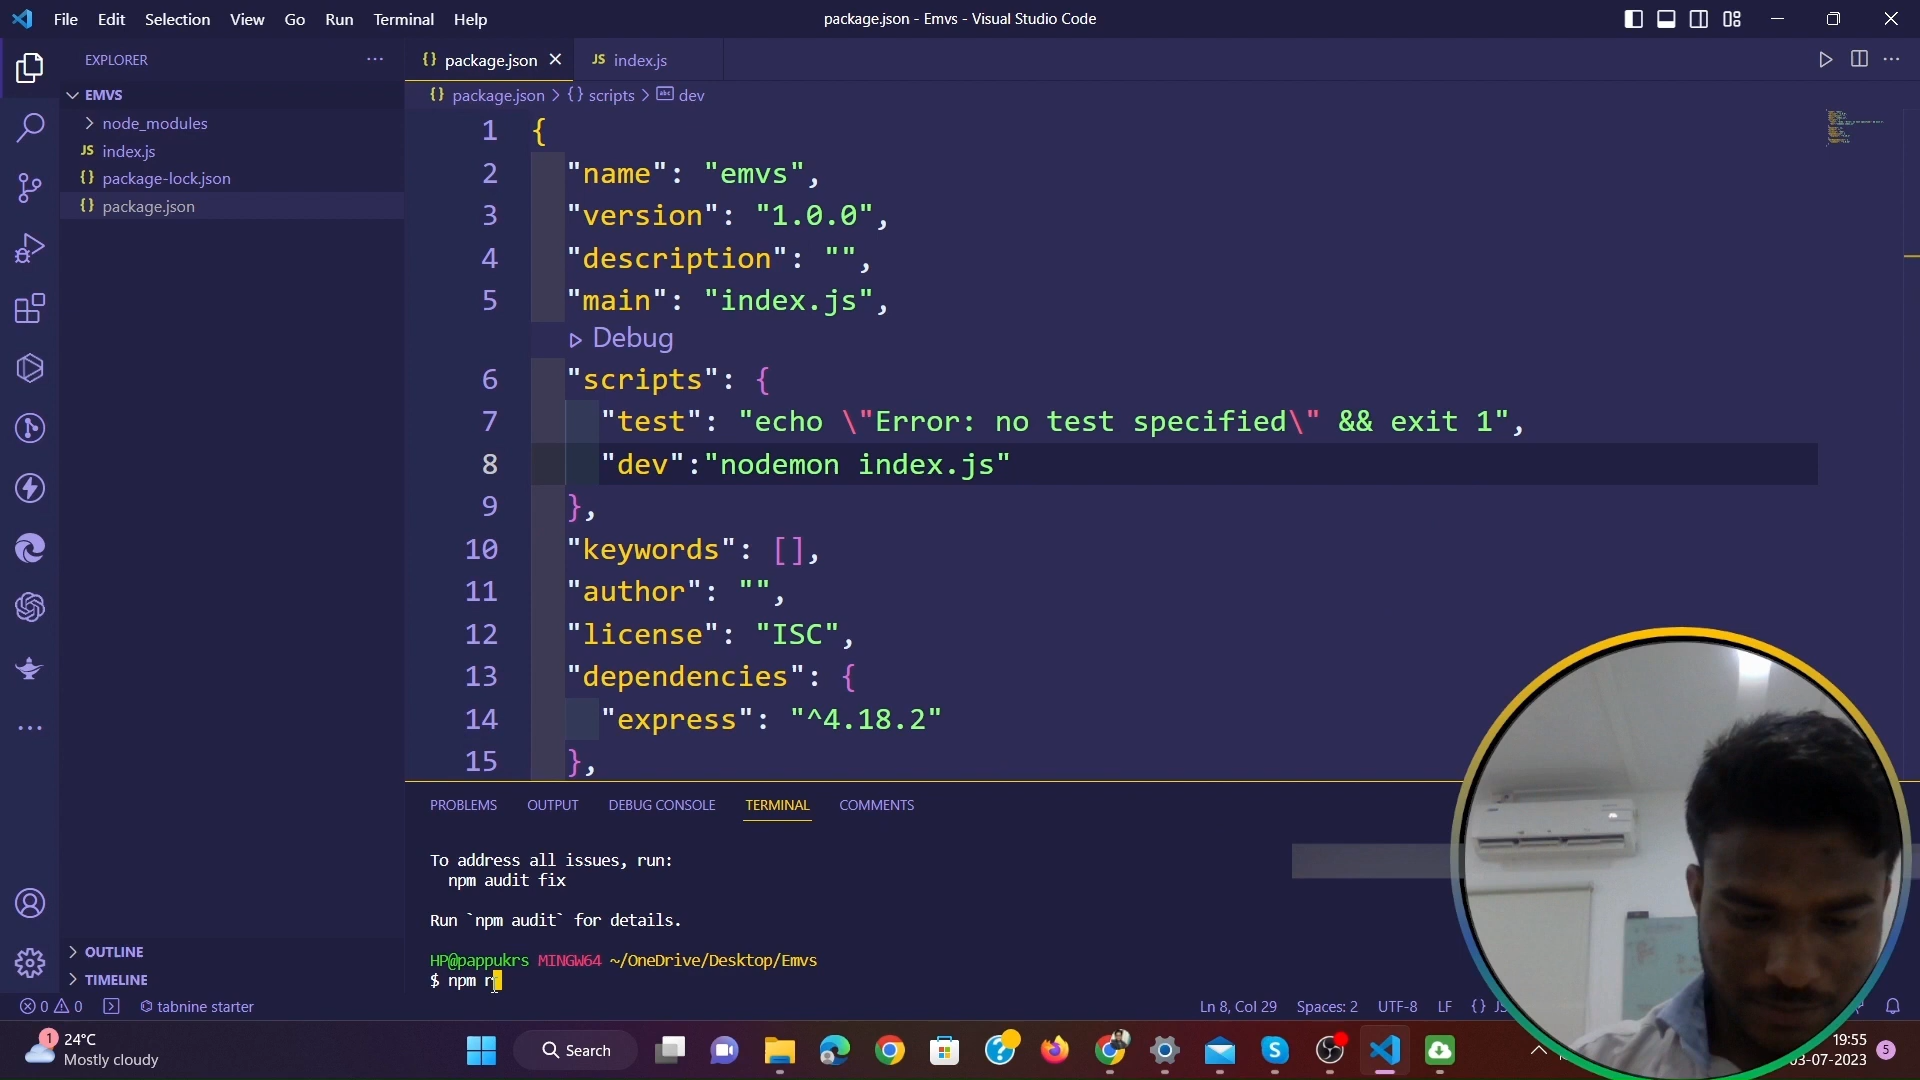 File Edit Selection View Go Run Terminal Help
package.json - Emvs - Visual Studio Code
EXPLORER
EMVS
node_modules
JS index.js
{} package-lock.json
{} package.json
OUTLINE
TIMELINE
{} package.json
JS index.js
{} package.json > {} scripts > abc dev
1 {
2 "name": "emvs",
3 "version": "1.0.0",
4 "description": "",
5 "main": "index.js",
Debug
6 "scripts": {
7 "test": "echo \"Error: no test specified\" && exit 1",
8 "dev":"nodemon index.js"
9 },
10 "keywords": [],
11 "author": "",
12 "license": "ISC",
13 "dependencies": {
14 "express": "^4.18.2"
15 },
PROBLEMS OUTPUT DEBUG CONSOLE TERMINAL COMMENTS
To address all issues, run:
npm audit fix
Run `npm audit` for details.
HP@pappukrs MINGW64 ~/OneDrive/Desktop/Emvs
$ npm r
0 0 tabnine starter
Ln 8, Col 29 Spaces: 2 UTF-8 LF {}
1 24°C
Mostly cloudy
Search
19:55
03-07-2023
5